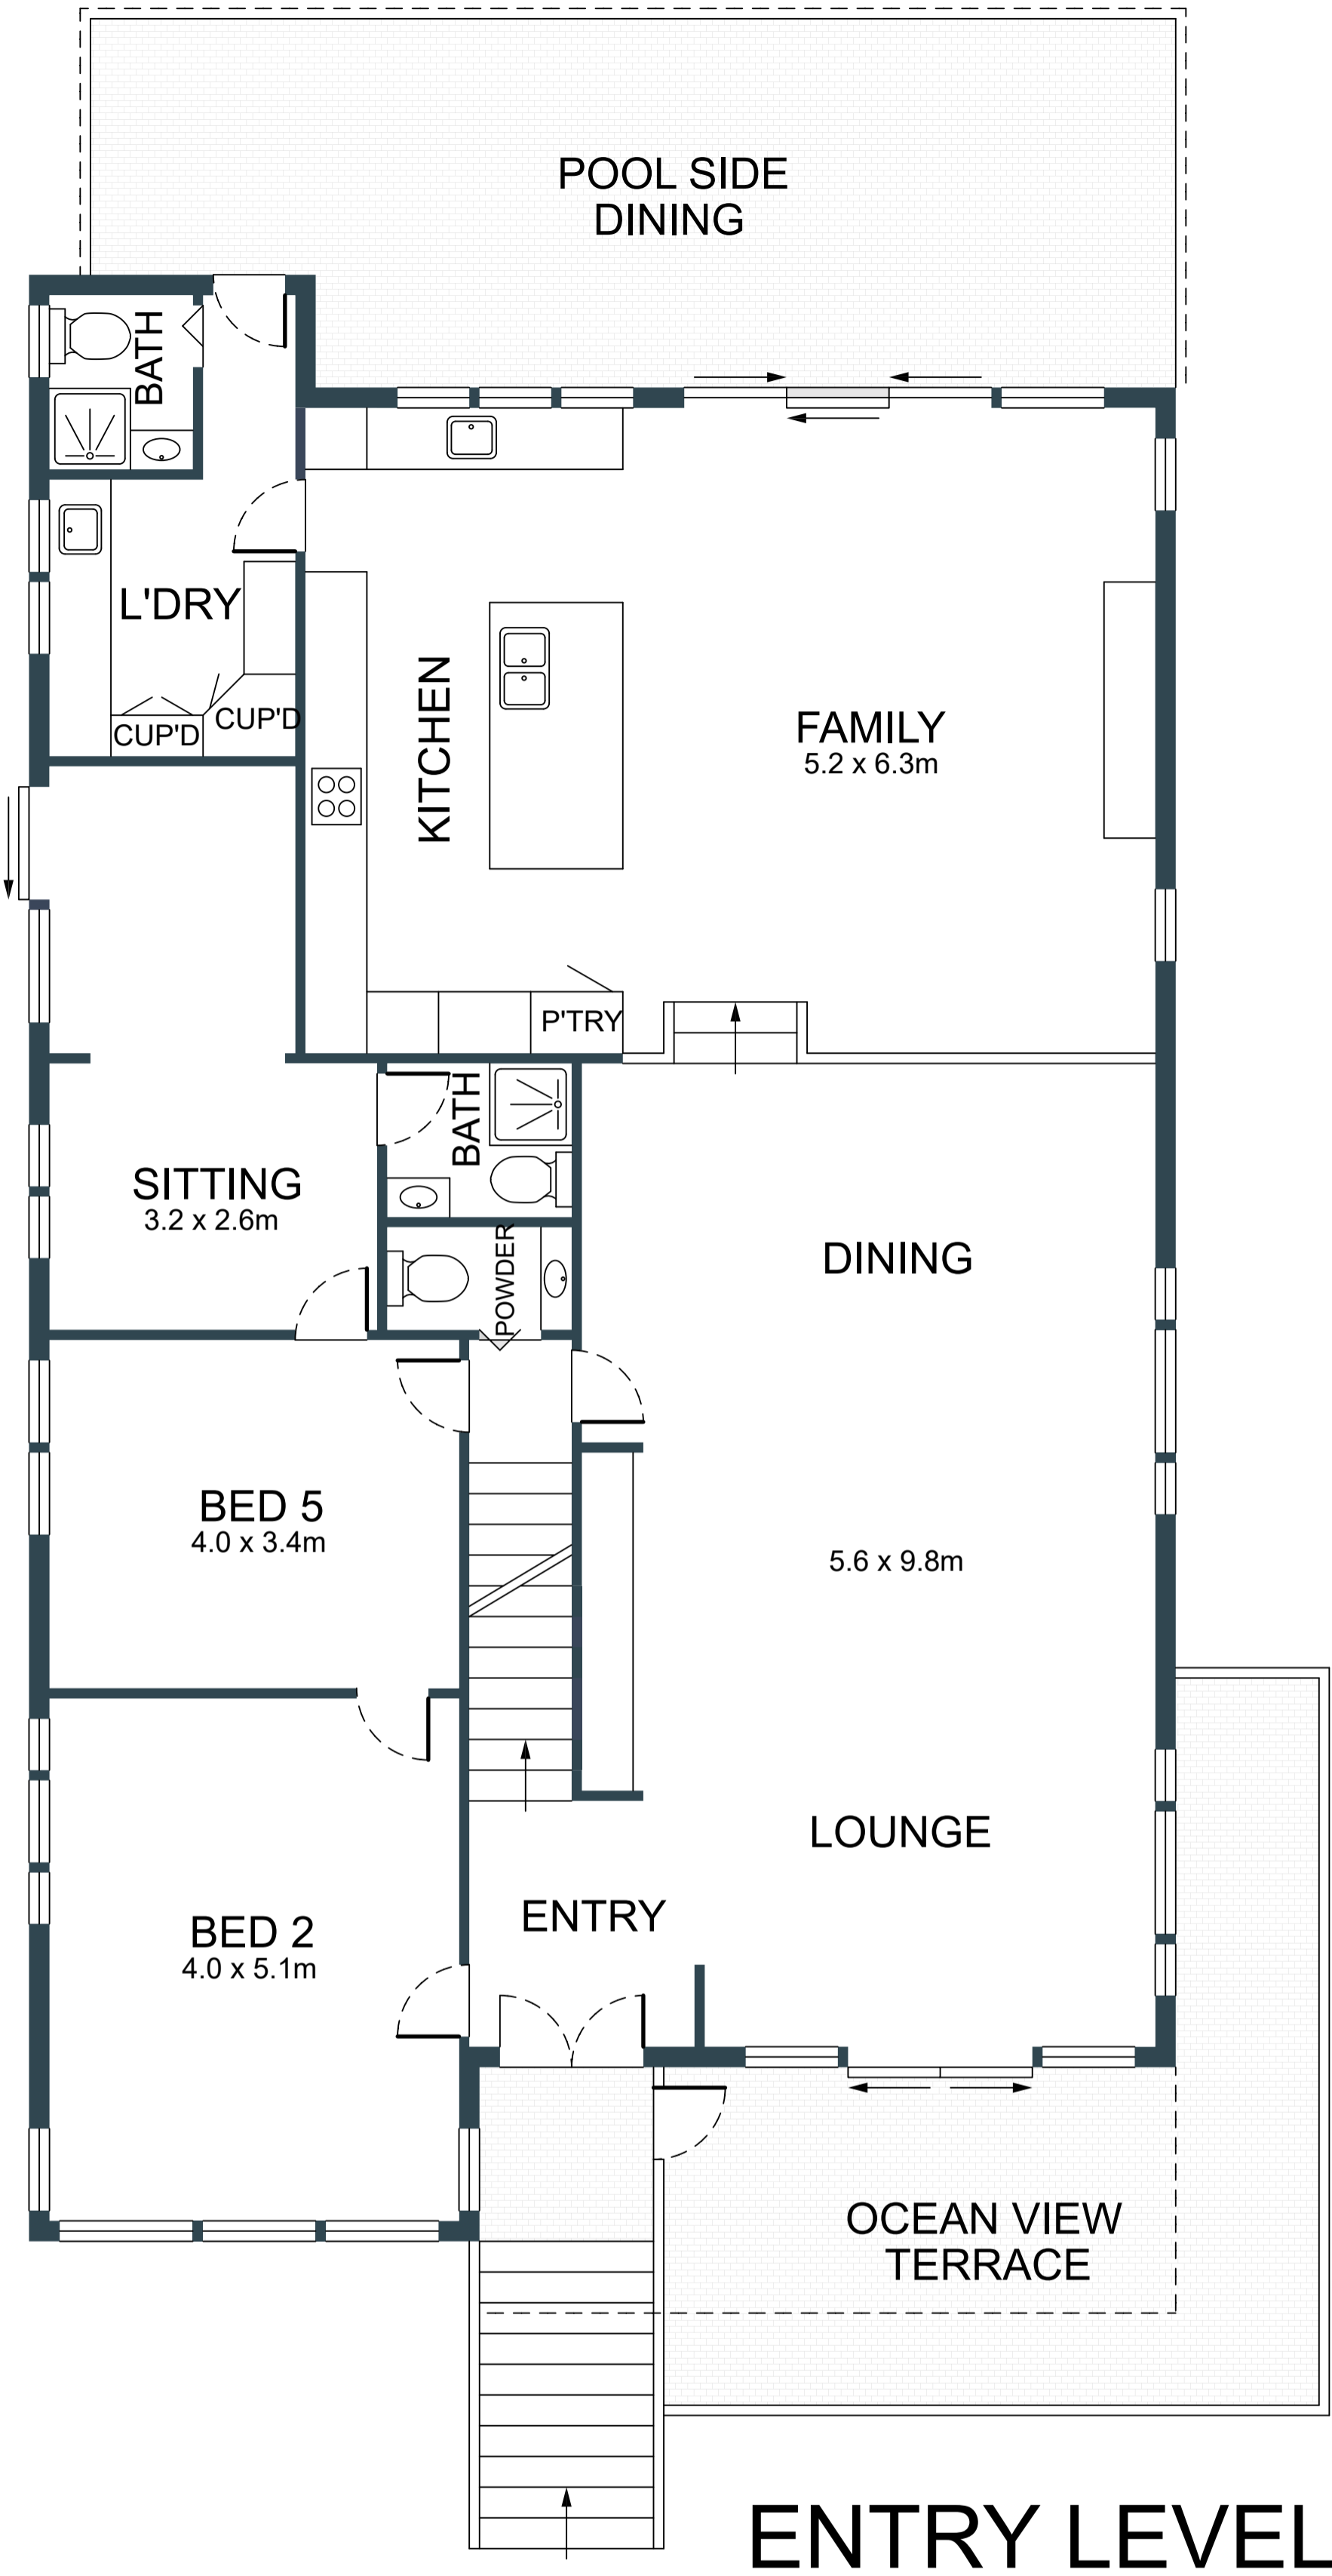 POOL SIDE
DINING
BATH
L'DRY
CUP'D
CUP'D
KITCHEN
FAMILY
5.2 x 6.3m
P'TRY
BATH
SITTING
3.2 x 2.6m
POWDER
DINING
BED 5
4.0 x 3.4m
5.6 x 9.8m
LOUNGE
ENTRY
BED 2
4.0 x 5.1m
OCEAN VIEW
TERRACE
ENTRY LEVEL